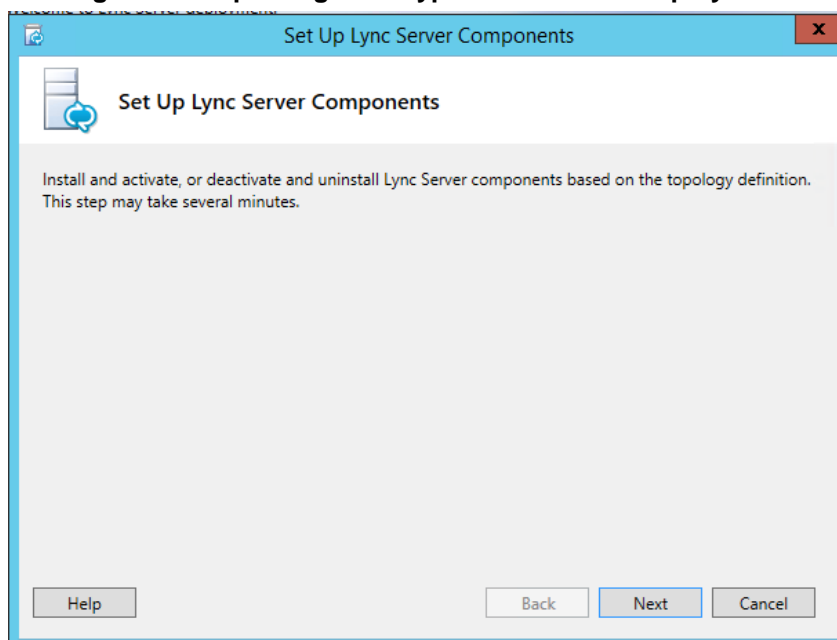 Set Up Lync Server Components
x
Set Up Lync Server Components
Install and activate, or deactivate and uninstall Lync Server components based on the topology definition.
This step may take several minutes.
Help
Back
Next
Cancel